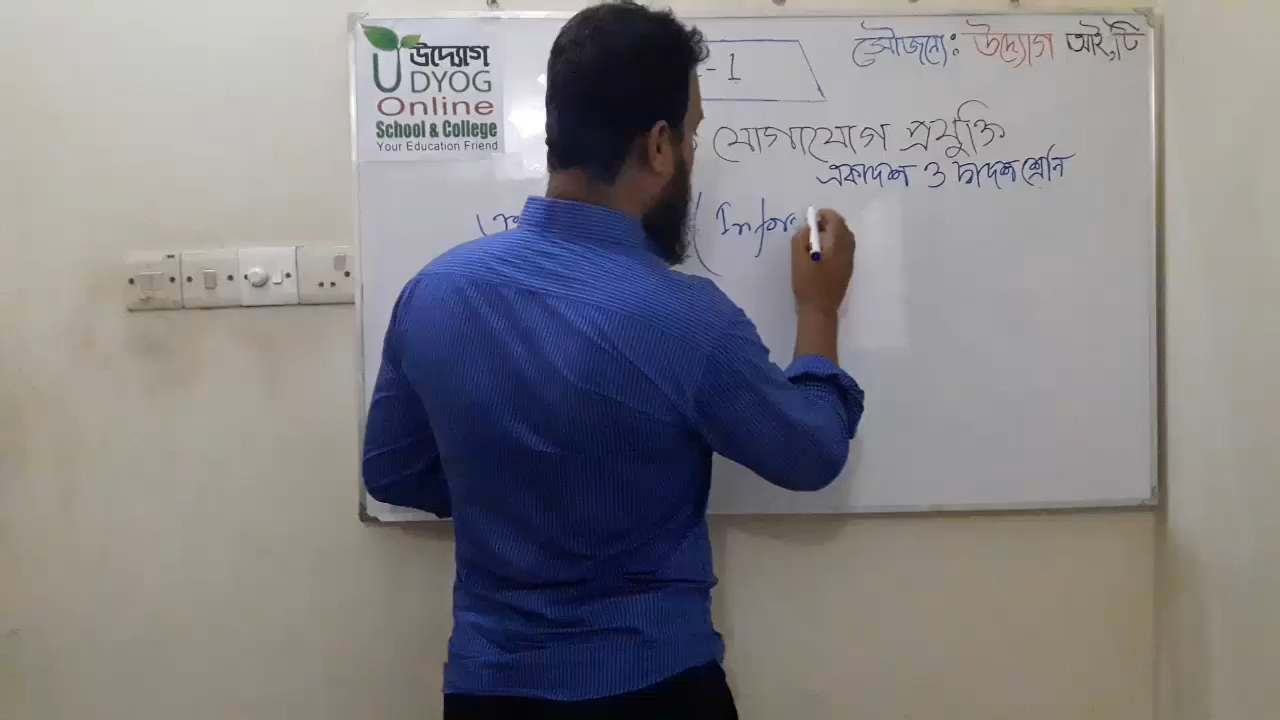 উদ্যোগ
UDYOG
Online
School & College
Your Education Friend
-1
সৌজন্যে: উদ্যোগ আইটি
যোগাযোগ প্রযুক্তি
একাদশ ও দ্বাদশ শ্রেনি
( Infor